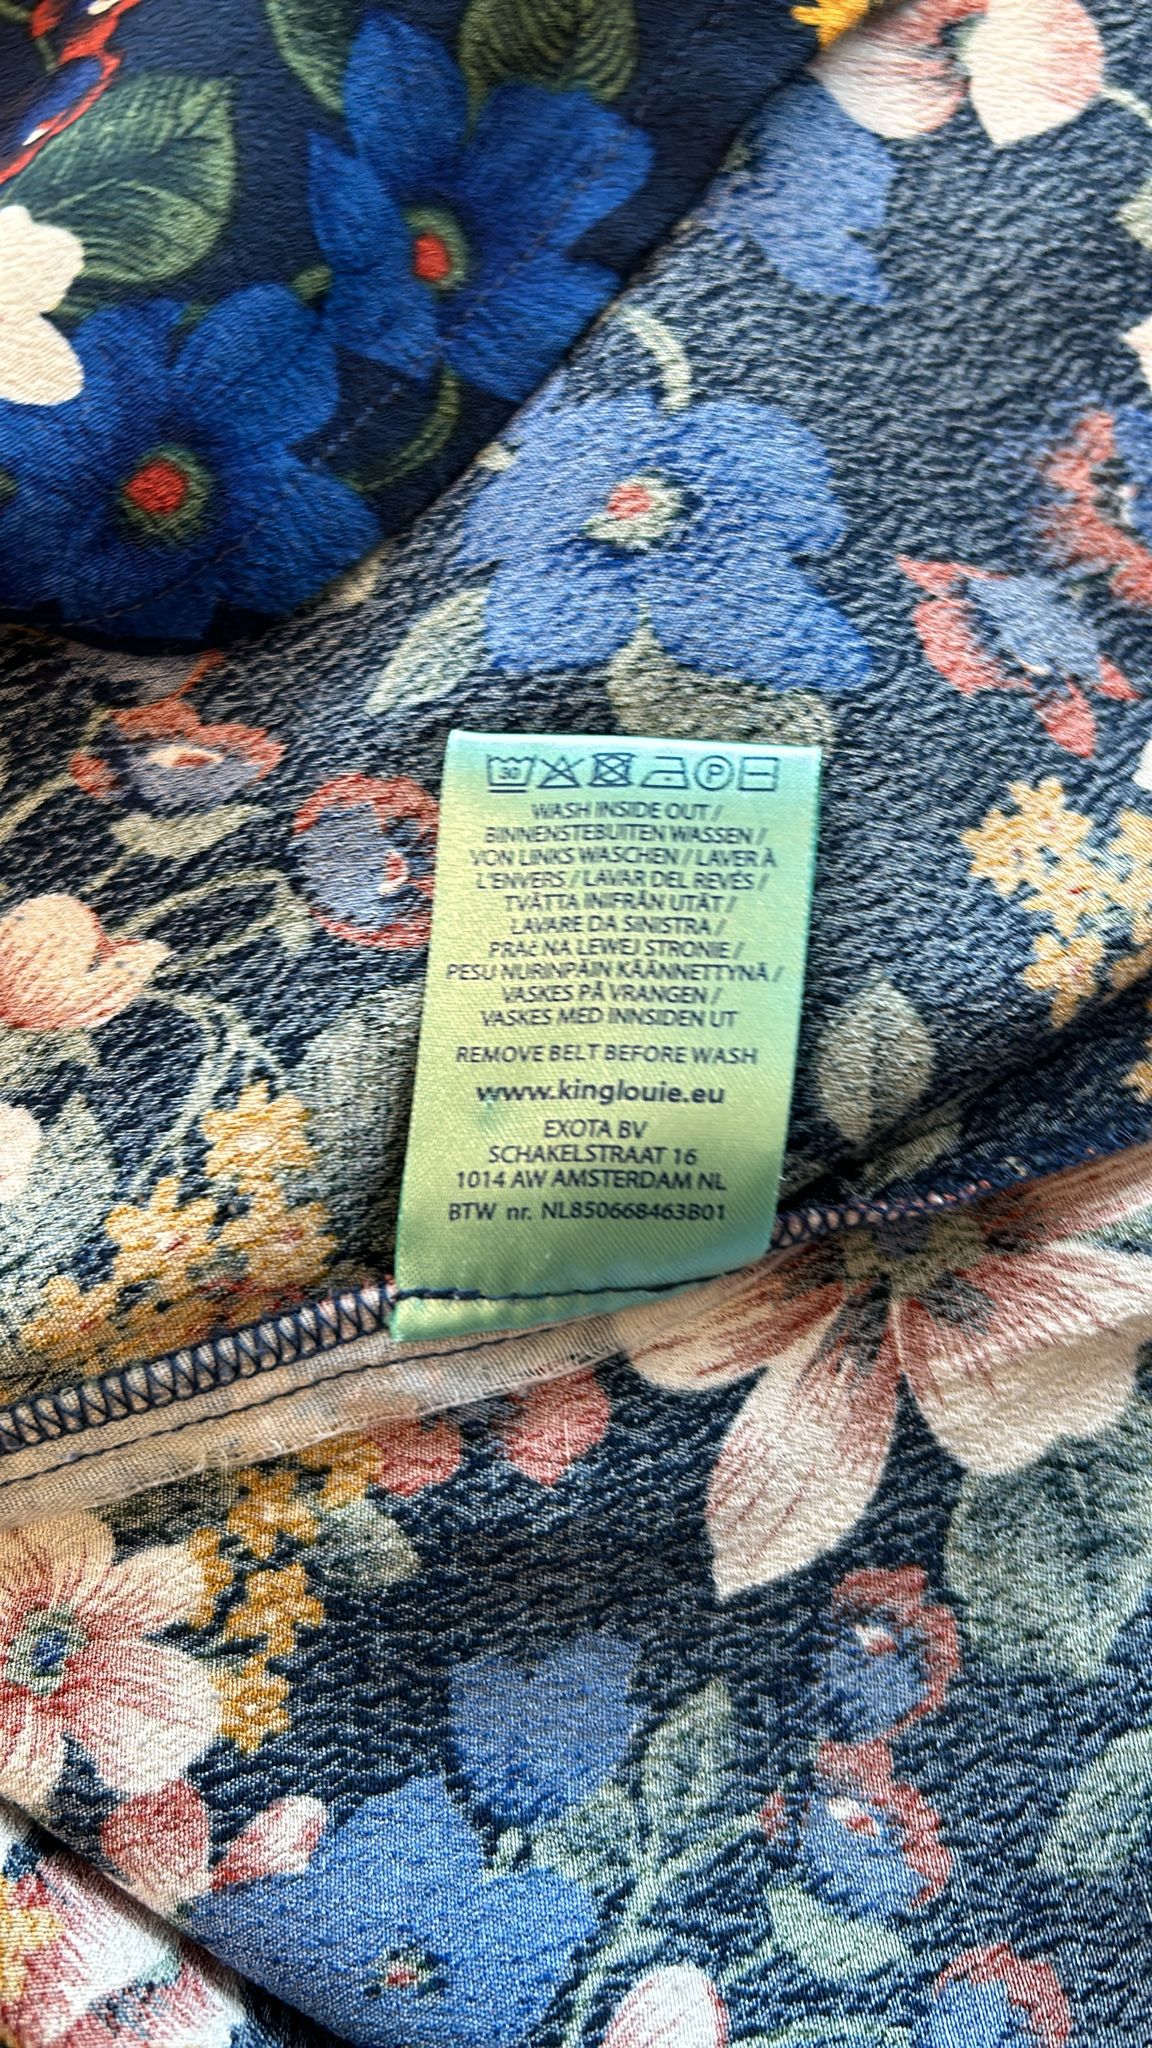 30 P
WASH INSIDE OUT /
BINNENSTEBUITEN WASSEN /
VON LINKS WASCHEN / LAVER À
L'ENVERS / LAVAR DEL REVÉS /
TVÄTTA INIFRÅN UTÅT /
LAVARE DA SINISTRA /
PRAć NA LEWEJ STRONIE /
PESU NURINPÄIN KÄÄNNETTYNÄ /
VASKES PÅ VRANGEN /
VASKES MED INNSIDEN UT
REMOVE BELT BEFORE WASH
www.kinglouie.eu
EXOTA BV
SCHAKELSTRAAT 16
1014 AW AMSTERDAM NL
BTW nr. NL850668463B01